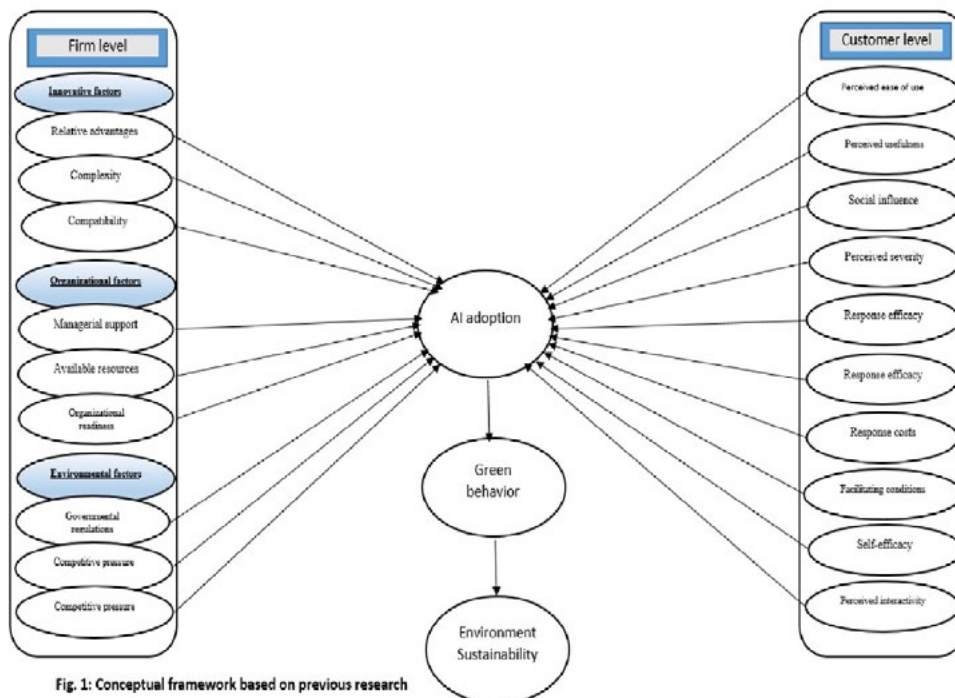 Firm level
Innovative factors
Relative advantages
Complexity
Compatibility
Organizational factors
Managerial support
Available resources
Organizational
readiness
Environmental factors
Governmental
regulations
Competitive pressure
Competitive pressure
AI adoption
Green
behavior
Environment
Sustainability
Customer level
Perceived ease of use
Perceived usefulness
Social influence
Perceived severity
Response efficacy
Response efficacy
Response costs
Facilitating conditions
Self-efficacy
Perceived interactivity
Fig. 1: Conceptual framework based on previous research